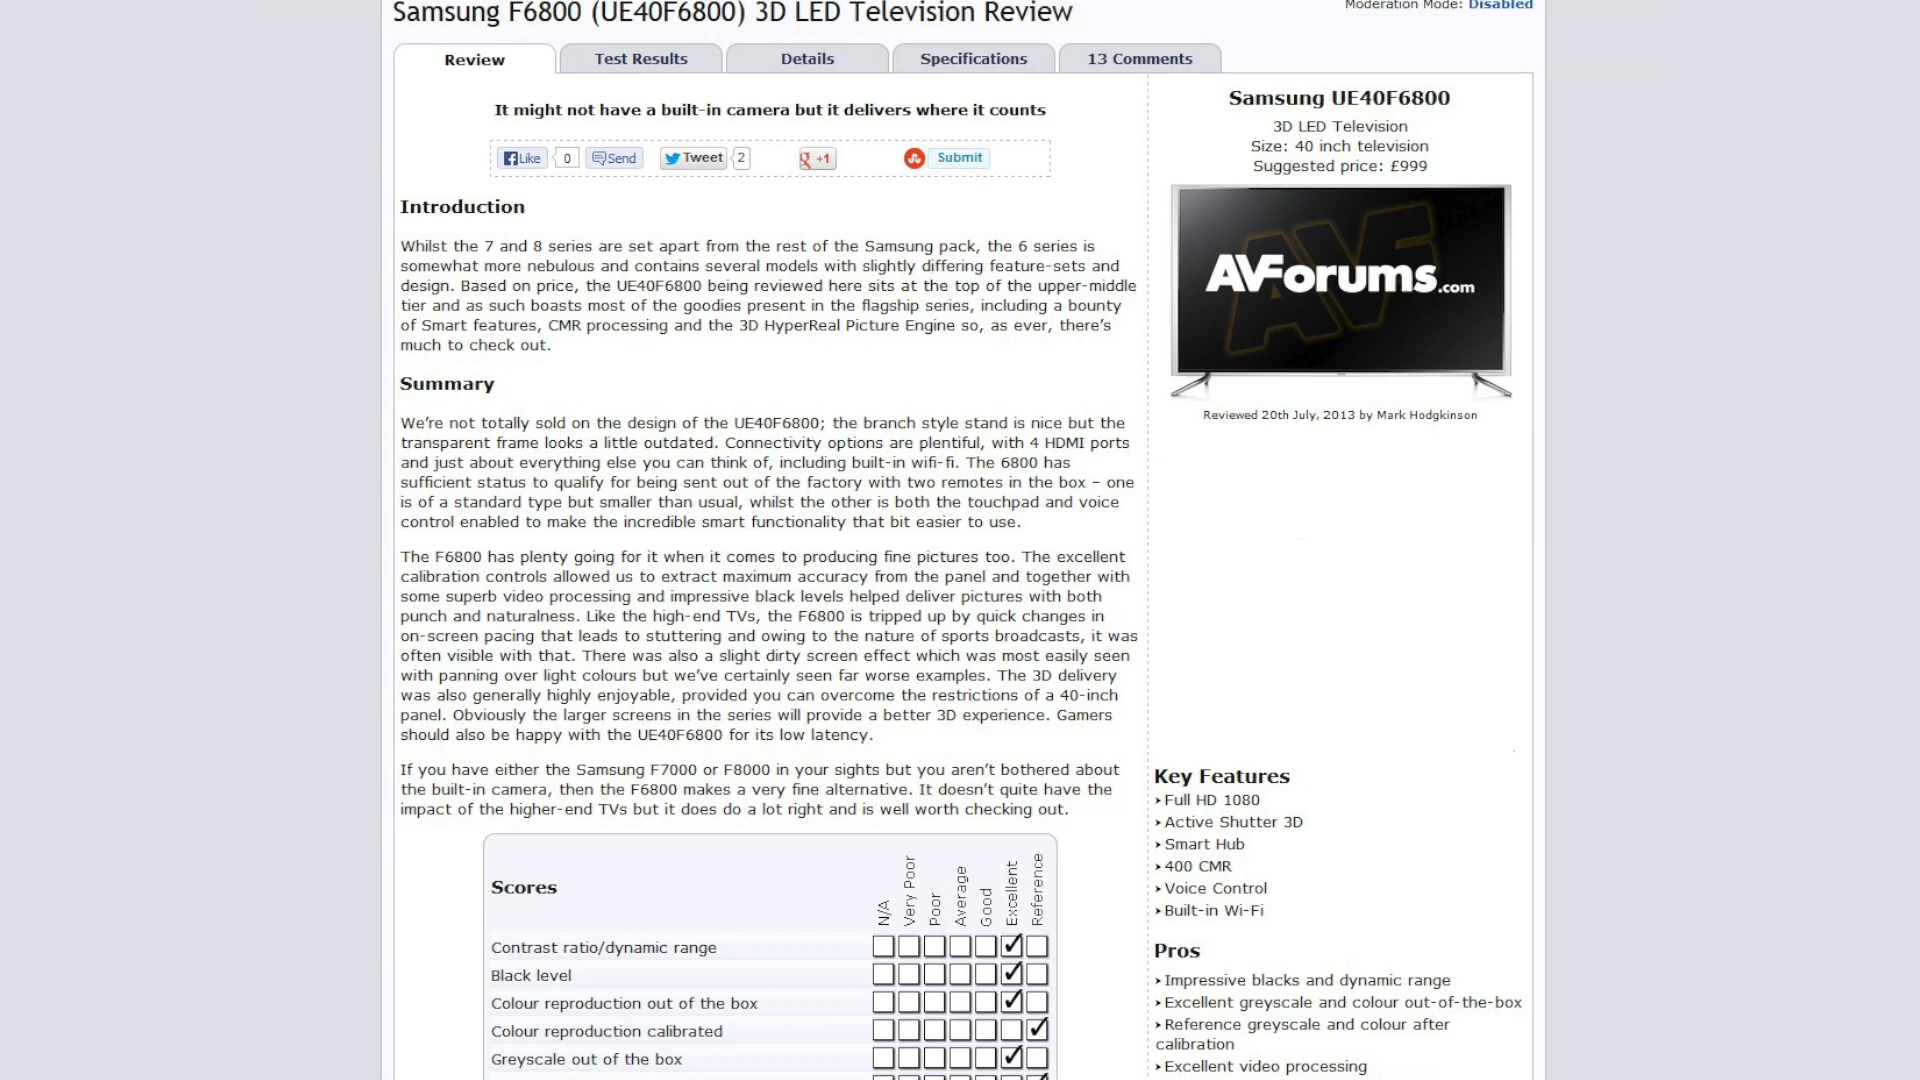 Samsung F6800 (UE40F6800) 3D LED Television Review
Moderation Mode: Disabled
Review
Test Results
Details
Specifications
13 Comments
It might not have a built-in camera but it delivers where it counts
Like
0
Send
Tweet
2
+1
Submit
Introduction
Whilst the 7 and 8 series are set apart from the rest of the Samsung pack, the 6 series is
somewhat more nebulous and contains several models with slightly differing feature-sets and
design. Based on price, the UE40F6800 being reviewed here sits at the top of the upper-middle
tier and as such boasts most of the goodies present in the flagship series, including a bounty
of Smart features, CMR processing and the 3D HyperReal Picture Engine so, as ever, there's
much to check out.
Summary
We're not totally sold on the design of the UE40F6800; the branch style stand is nice but the
transparent frame looks a little outdated. Connectivity options are plentiful, with 4 HDMI ports
and just about everything else you can think of, including built-in wifi-fi. The 6800 has
sufficient status to qualify for being sent out of the factory with two remotes in the box – one
is of a standard type but smaller than usual, whilst the other is both the touchpad and voice
control enabled to make the incredible smart functionality that bit easier to use.
The F6800 has plenty going for it when it comes to producing fine pictures too. The excellent
calibration controls allowed us to extract maximum accuracy from the panel and together with
some superb video processing and impressive black levels helped deliver pictures with both
punch and naturalness. Like the high-end TVs, the F6800 is tripped up by quick changes in
on-screen pacing that leads to stuttering and owing to the nature of sports broadcasts, it was
often visible with that. There was also a slight dirty screen effect which was most easily seen
with panning over light colours but we've certainly seen far worse examples. The 3D delivery
was also generally highly enjoyable, provided you can overcome the restrictions of a 40-inch
panel. Obviously the larger screens in the series will provide a better 3D experience. Gamers
should also be happy with the UE40F6800 for its low latency.
If you have either the Samsung F7000 or F8000 in your sights but you aren't bothered about
the built-in camera, then the F6800 makes a very fine alternative. It doesn't quite have the
impact of the higher-end TVs but it does do a lot right and is well worth checking out.
Scores
N/A
Very Poor
Poor
Average
Good
Excellent
Reference
Contrast ratio/dynamic range
Black level
Colour reproduction out of the box
Colour reproduction calibrated
Greyscale out of the box
Samsung UE40F6800
3D LED Television
Size: 40 inch television
Suggested price: £999
AVForums.com
Reviewed 20th July, 2013 by Mark Hodgkinson
Key Features
Full HD 1080
Active Shutter 3D
Smart Hub
400 CMR
Voice Control
Built-in Wi-Fi
Pros
Impressive blacks and dynamic range
Excellent greyscale and colour out-of-the-box
Reference greyscale and colour after
calibration
Excellent video processing